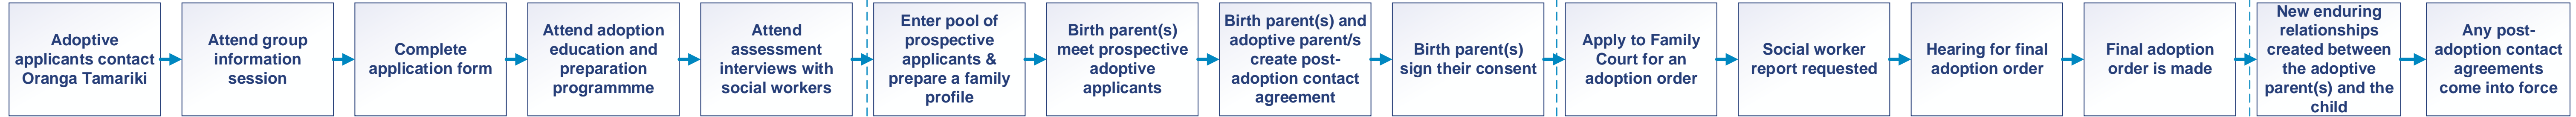 Adoptive
applicants contact
Oranga Tamariki
Attend group
information
session
Complete
application form
Attend adoption
education and
preparation
programmme
Attend
assessment
interviews with
social workers
Enter pool of
prospective
applicants &
prepare a family
profile
Birth parent(s)
meet prospective
adoptive
applicants
Birth parent(s) and
adoptive parent/s
create post-
adoption contact
agreement
Birth parent(s)
sign their consent
Apply to Family
Court for an
adoption order
Social worker
report requested
Hearing for final
adoption order
Final adoption
order is made
New enduring
relationships
created between
the adoptive
parent(s) and the
child
Any post-
adoption contact
agreements
come into force